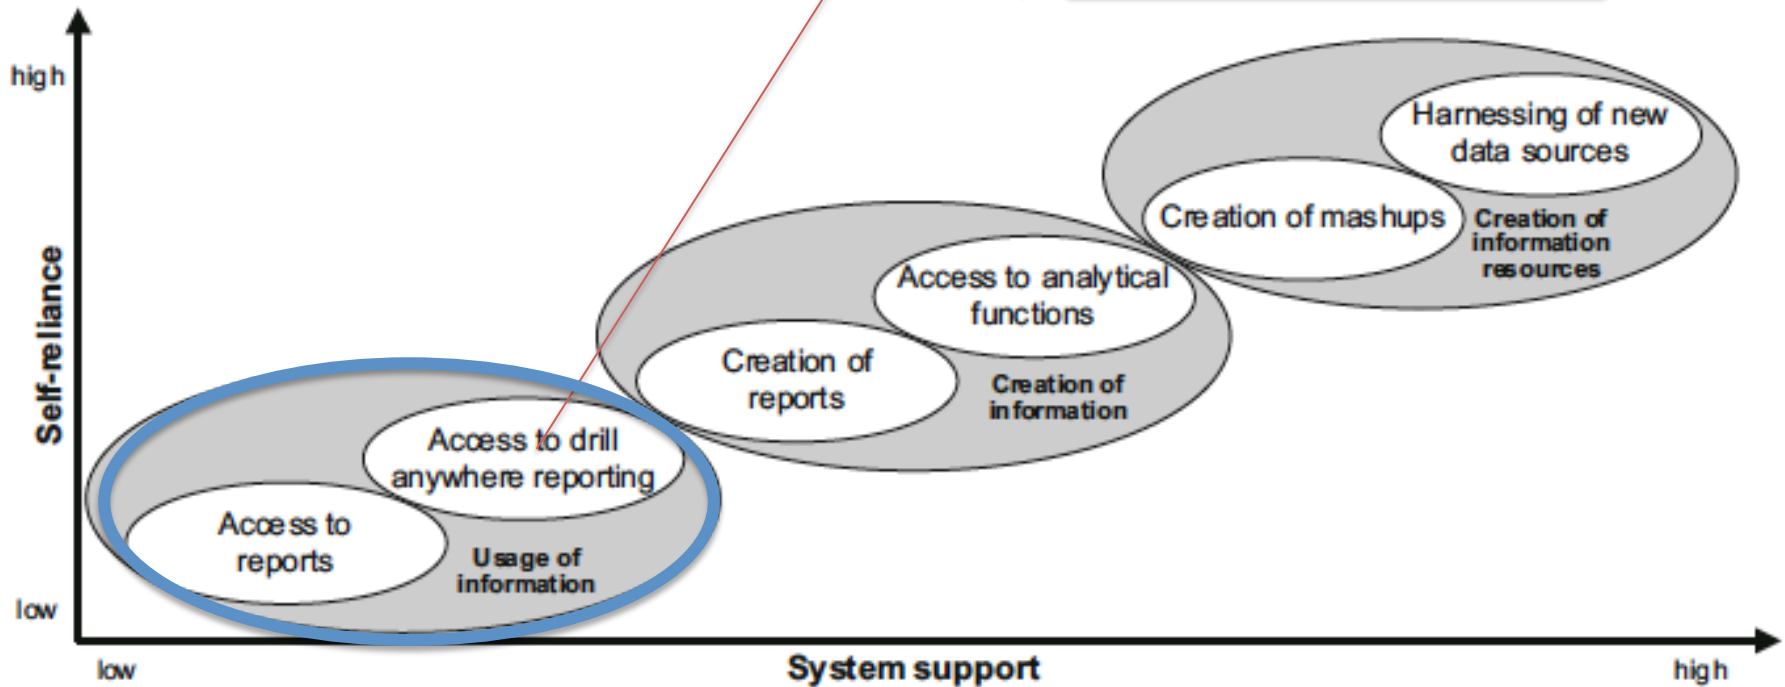 high
Harnessing of new
data sources
Creation of mashups
Creation of
information
resources
Access to analytical
functions
Creation of
reports
Creation of
information
Self-reliance
Access to drill
anywhere reporting
Access to
reports
Usage of
information
low
low
System support
high